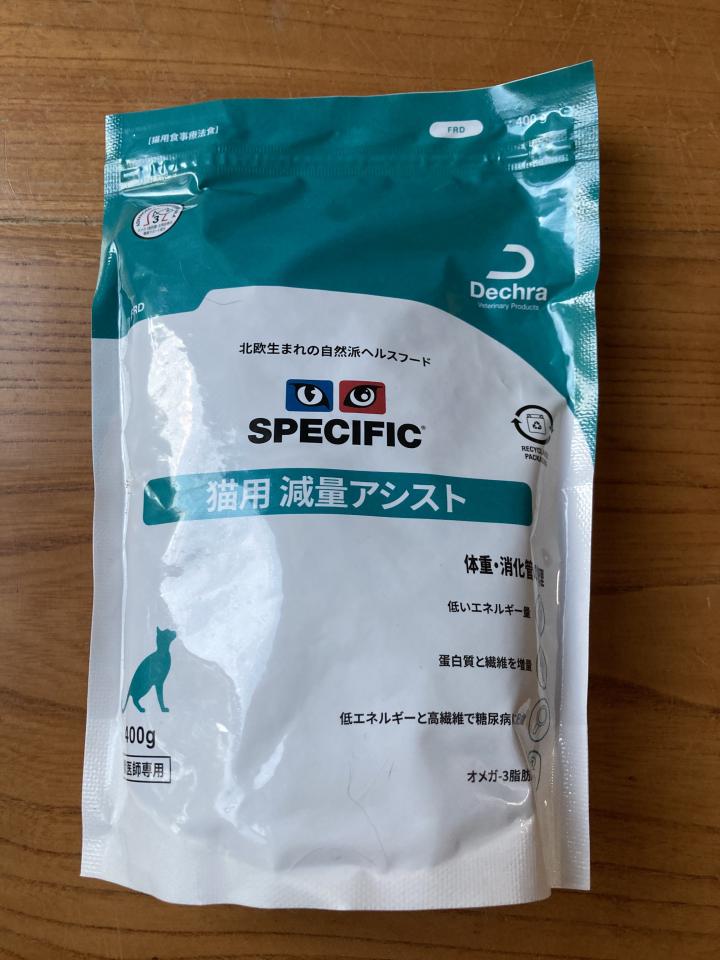 [猫用食事療法食]
FRD
400g
3
FRD
Dechra
Veterinary Products
北欧生まれの自然派ヘルスフード
SPECIFIC®
RECYCLE
猫用 減量アシスト
体重・消化管
低いエネルギー量
蛋白質と繊維を増量
低エネルギーと高繊維で糖尿病に
オメガ-3脂肪
400g
医師専用